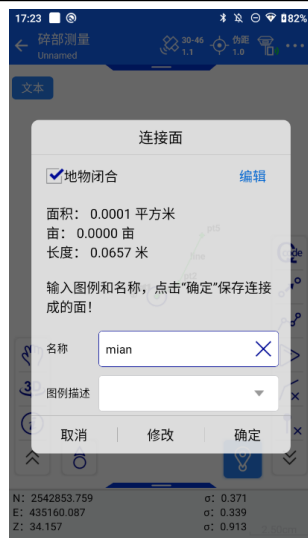 17:23
82%
碎部测量
Unnamed
30-46
1.1
伪距
1.0
文本
连接面
地物闭合
编辑
面积： 0.0001 平方米
亩： 0.0000 亩
长度： 0.0657 米
输入图例和名称，点击“确定”保存连接
成的面！
名称
mian
图例描述
取消
修改
确定
N: 2542853.759
σ: 0.371
E: 435160.087
σ: 0.339
Z: 34.157
σ: 0.913